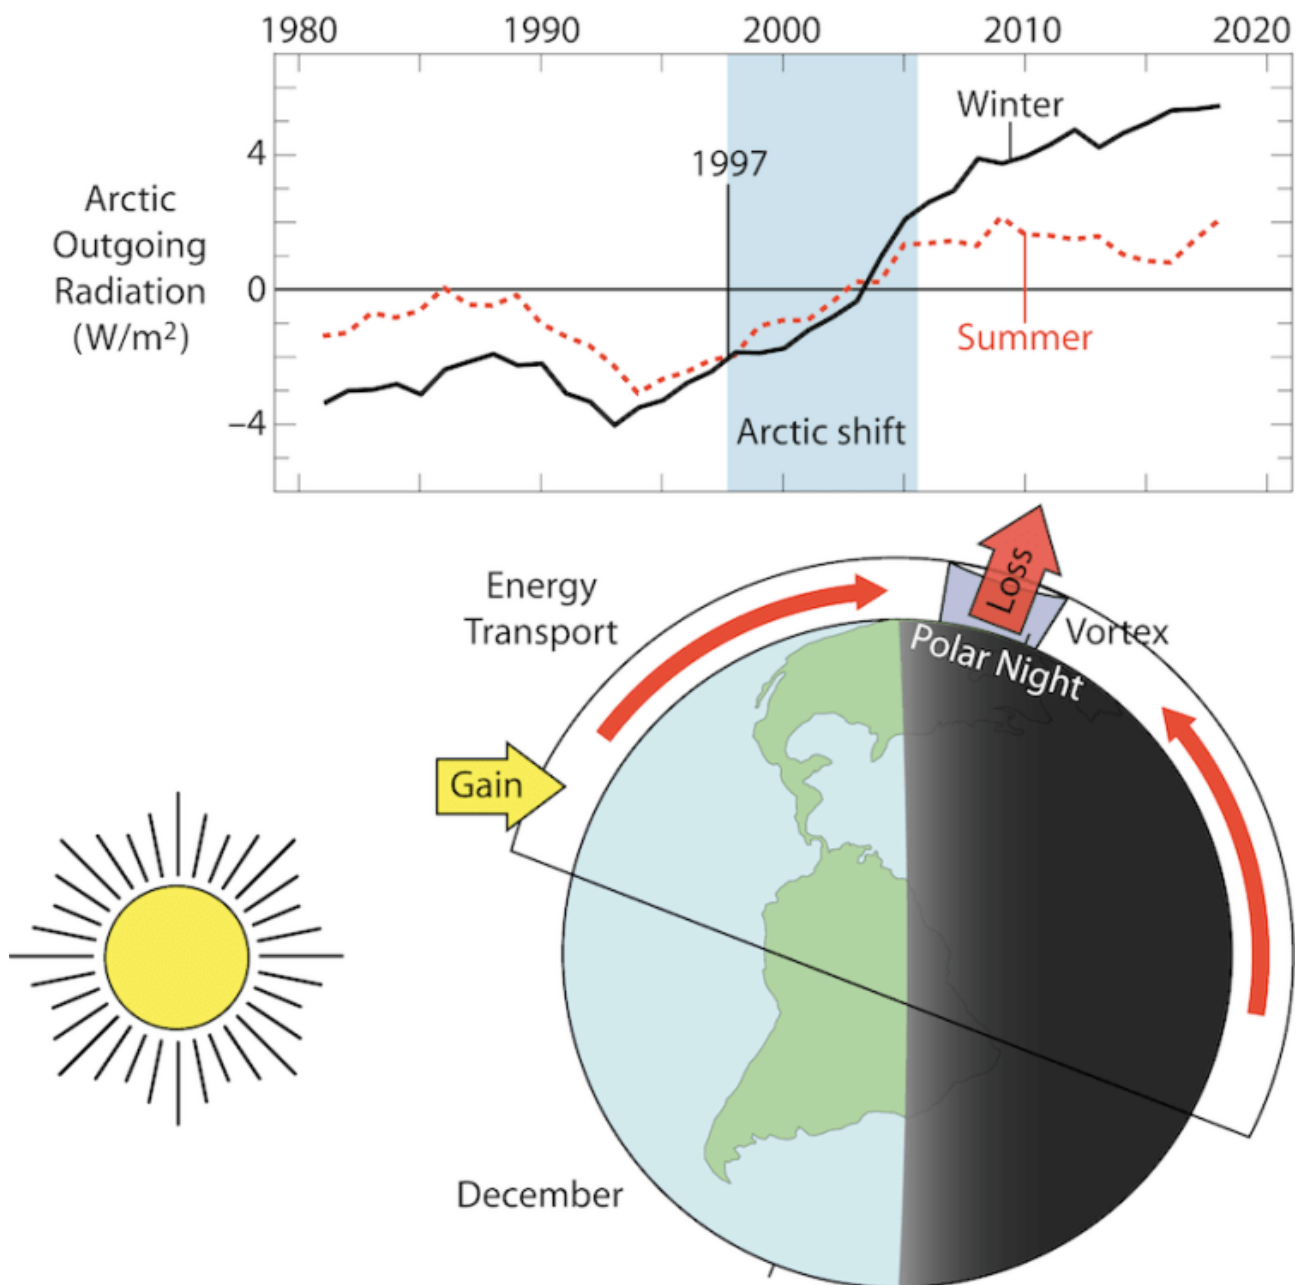 1980 1990 2000 2010 2020
Winter
4
1997
Arctic
Outgoing
Radiation
(W/m²)
0
Summer
−4
Arctic shift
Energy
Transport
Loss
Vortex
Polar Night
Gain
December